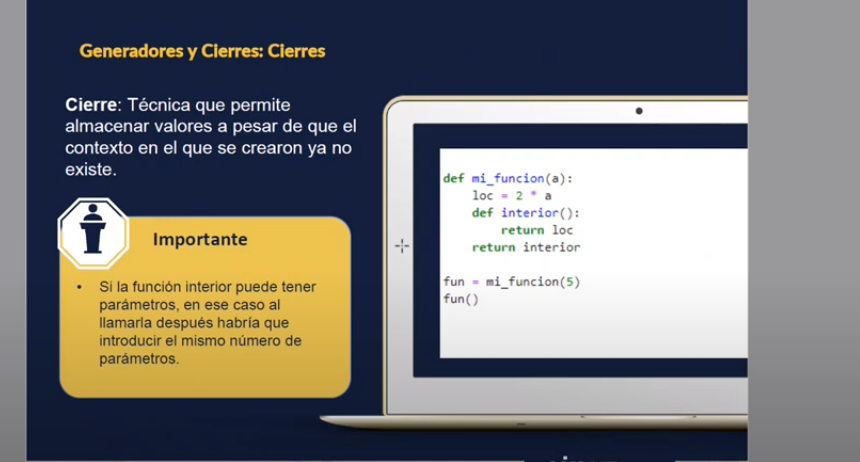 Generadores y Cierres: Cierres
Cierre: Técnica que permite
almacenar valores a pesar de que el
contexto en el que se crearon ya no
existe.
Importante
• Si la función interior puede tener
parámetros, en ese caso al
llamarla después habría que
introducir el mismo número de
parámetros.
def mi_funcion(a):
    loc = 2 * a
    def interior():
        return loc
    return interior
fun = mi_funcion(5)
fun()